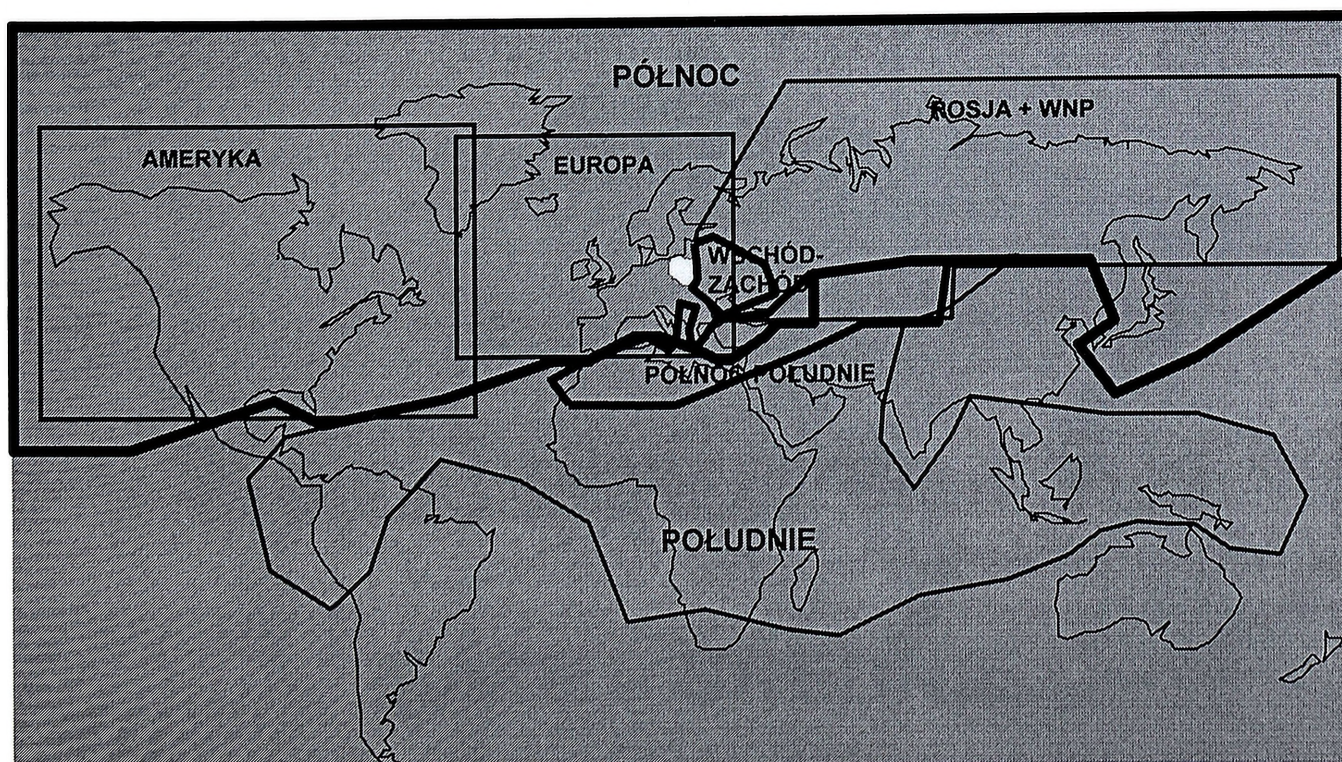 PÓŁNOC
ROSJA + WNP
AMERYKA
EUROPA
WSCHÓD-
ZACHÓD
PÓŁNOC-POŁUDNIE
POŁUDNIE